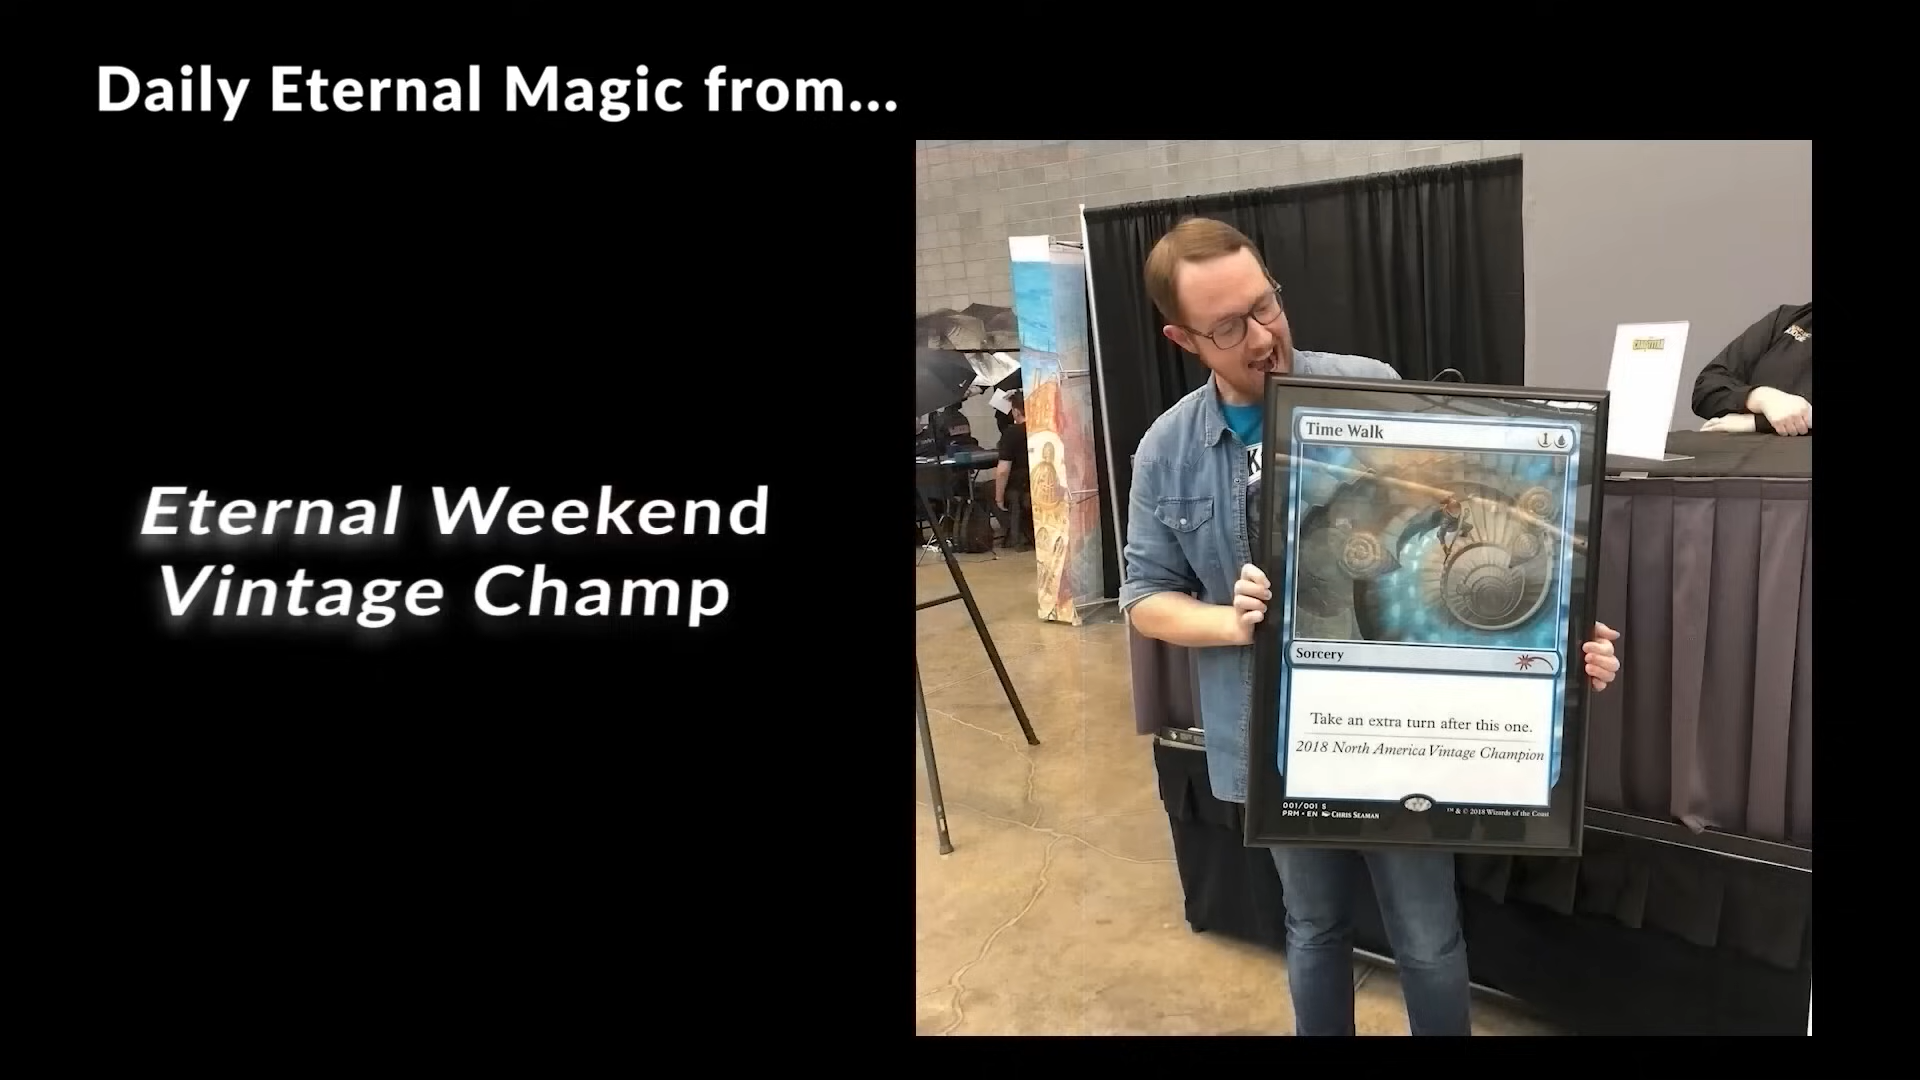 Daily Eternal Magic from...
Eternal Weekend
Vintage Champ
Time Walk 1
Sorcery
Take an extra turn after this one.
2018 North America Vintage Champion
001/001 S
PRM • EN Chris Seaman
™ & © 2018 Wizards of the Coast